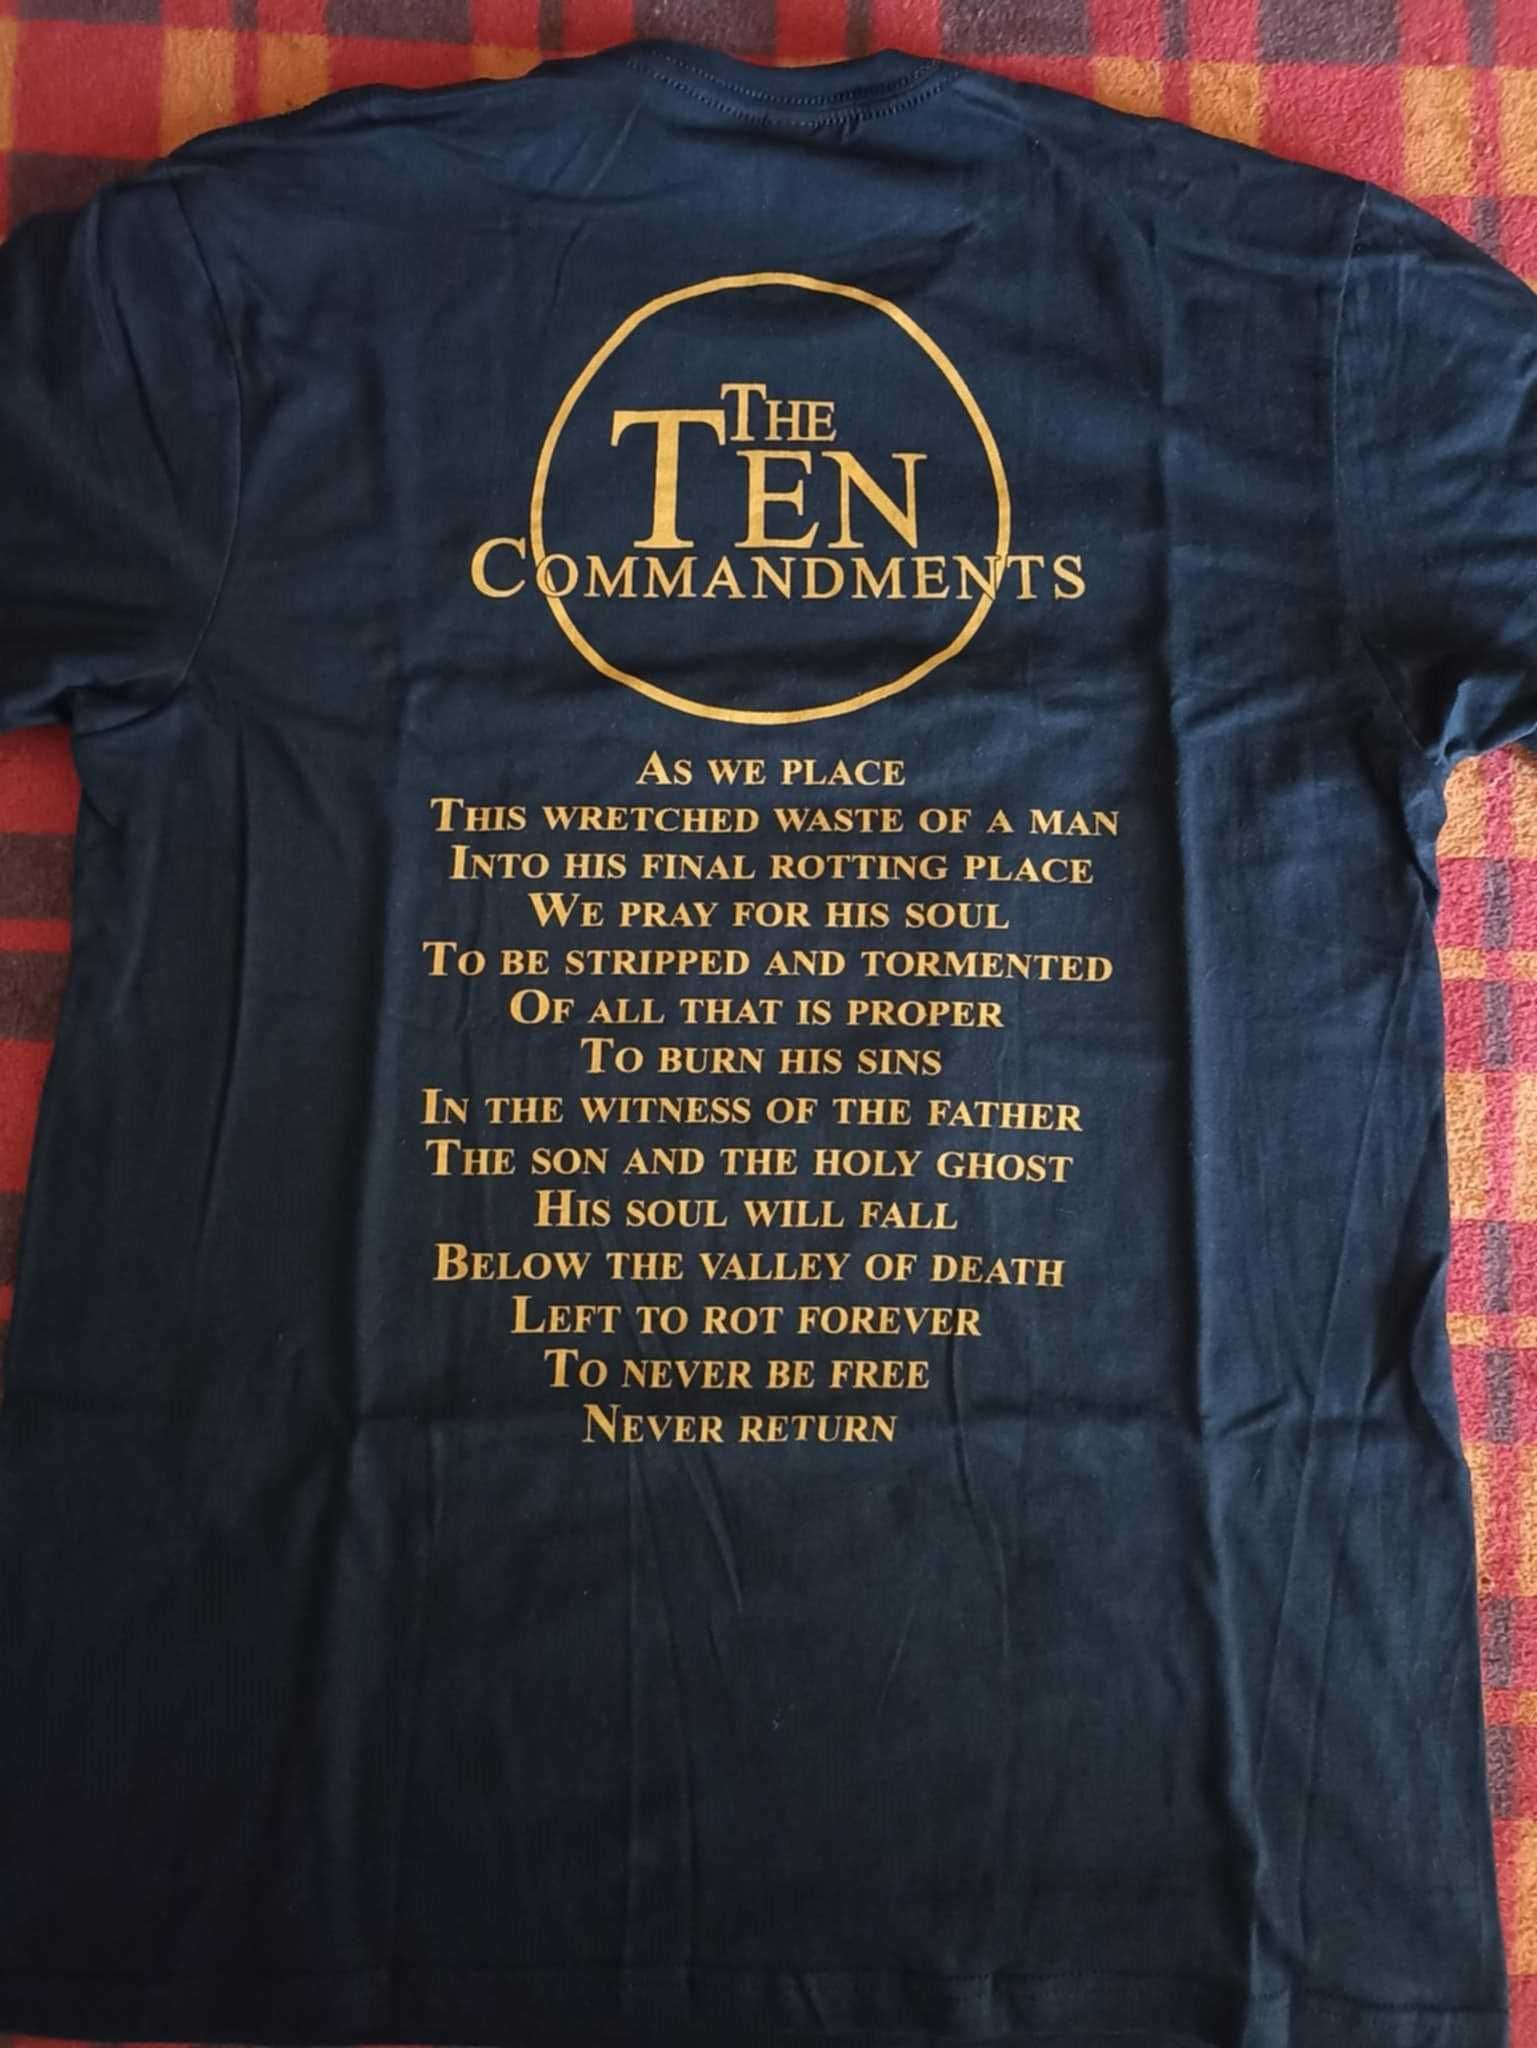 The
Ten
Commandments
As we place
This wretched waste of a man
Into his final rotting place
We pray for his soul
To be stripped and tormented
Of all that is proper
To burn his sins
In the witness of the father
The son and the holy ghost
His soul will fall
Below the valley of death
Left to rot forever
To never be free
Never return